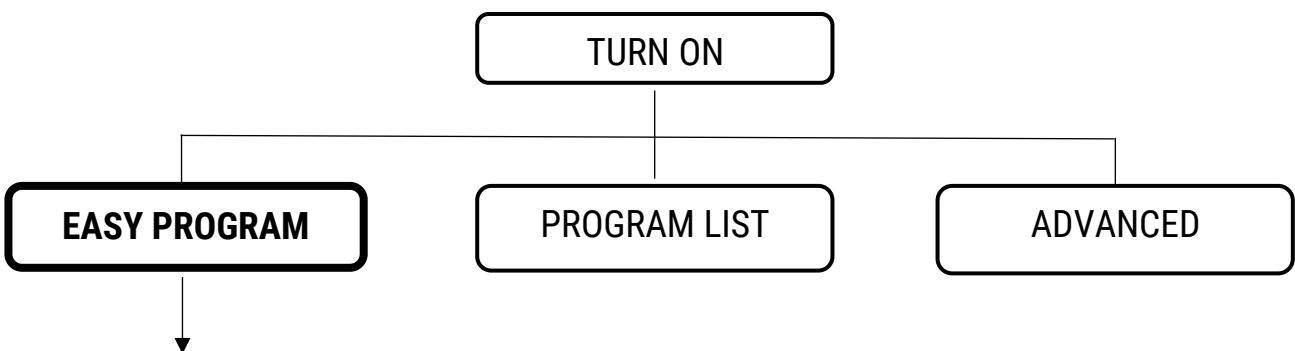 TURN ON
EASY PROGRAM
PROGRAM LIST
ADVANCED